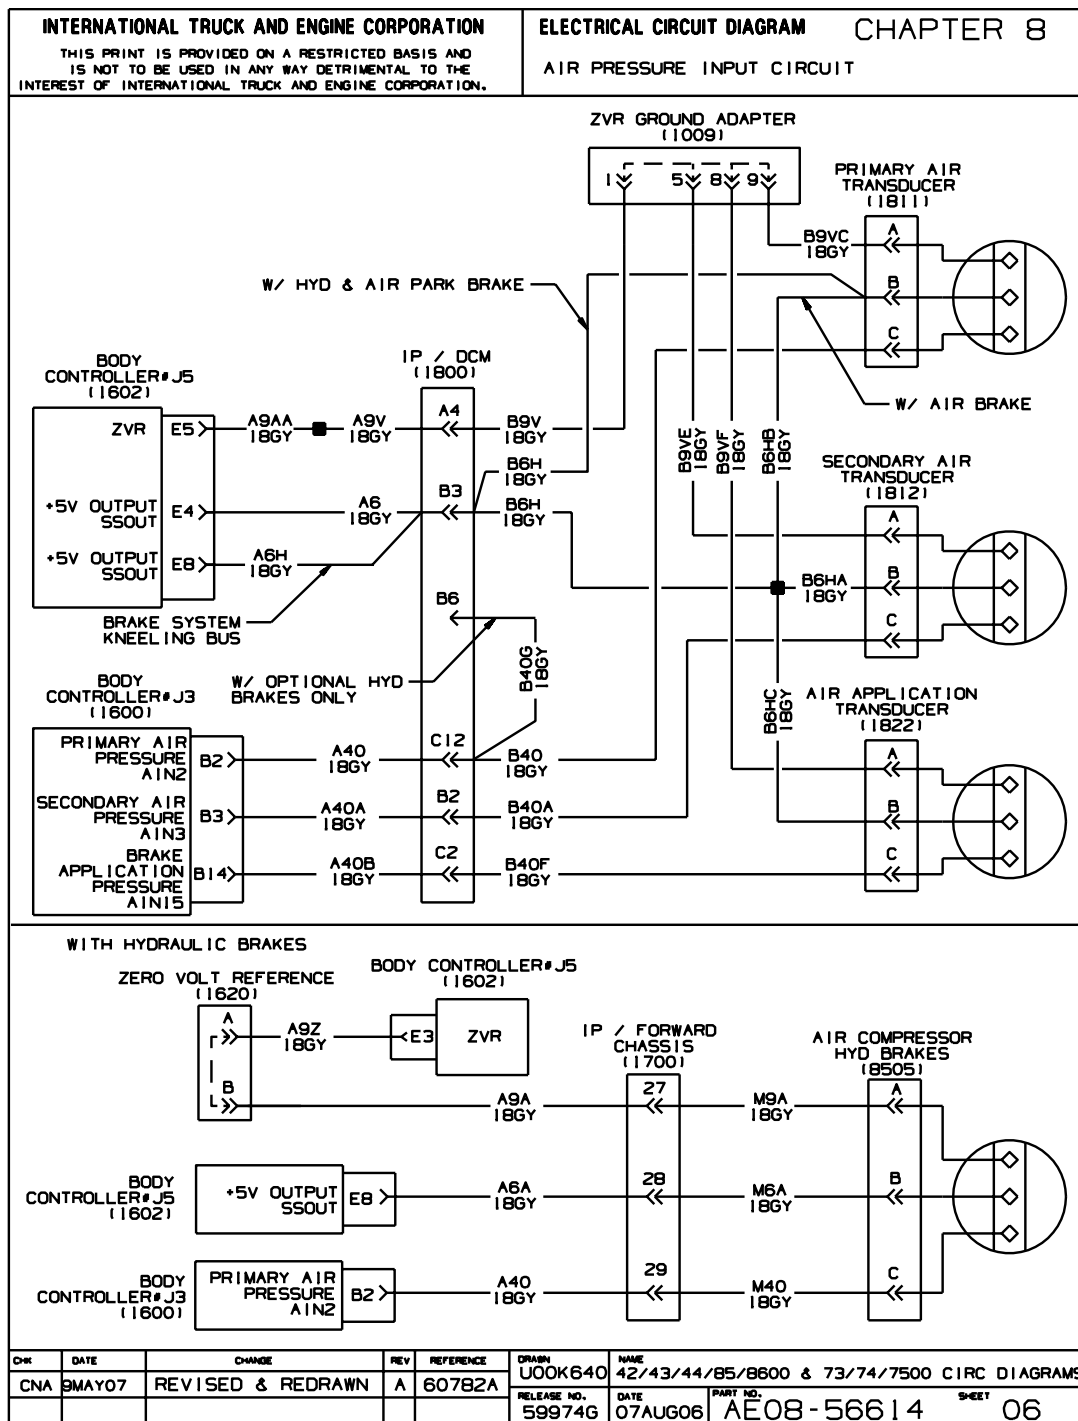 INTERNATIONAL TRUCK AND ENGINE CORPORATION
THIS PRINT IS PROVIDED ON A RESTRICTED BASIS AND
IS NOT TO BE USED IN ANY WAY DETRIMENTAL TO THE
INTEREST OF INTERNATIONAL TRUCK AND ENGINE CORPORATION.
ELECTRICAL CIRCUIT DIAGRAM
CHAPTER 8
AIR PRESSURE INPUT CIRCUIT
ZVR GROUND ADAPTER
(1009)
1 5 8 9
PRIMARY AIR
TRANSDUCER
(1811)
A
B
C
B9VC
18GY
W/ HYD & AIR PARK BRAKE
W/ AIR BRAKE
BODY
CONTROLLER#J5
(1602)
IP / DCM
(1800)
ZVR E5
A9AA
18GY
A9V
18GY
A4
B9V
18GY
B6H
18GY
+5V OUTPUT
SSOUT
E4
A6
18GY
B3
B6H
18GY
+5V OUTPUT
SSOUT
E8
A6H
18GY
BRAKE SYSTEM
KNEELING BUS
B9VE
18GY
B9VF
18GY
B6HB
18GY
SECONDARY AIR
TRANSDUCER
(1812)
A
B
C
B6HA
18GY
B6
B40G
18GY
W/ OPTIONAL HYD
BRAKES ONLY
B6HC
18GY
BODY
CONTROLLER#J3
(1600)
PRIMARY AIR
PRESSURE
AIN2
B2
A40
18GY
C12
B40
18GY
SECONDARY AIR
PRESSURE
AIN3
B3
A40A
18GY
B2
B40A
18GY
BRAKE
APPLICATION
PRESSURE
AIN15
B14
A40B
18GY
C2
B40F
18GY
AIR APPLICATION
TRANSDUCER
(1822)
A
B
C
WITH HYDRAULIC BRAKES
ZERO VOLT REFERENCE
(1620)
A
B
A9Z
18GY
BODY CONTROLLER#J5
(1602)
E3 ZVR
IP / FORWARD
CHASSIS
(1700)
AIR COMPRESSOR
HYD BRAKES
(8505)
A9A
18GY
27
M9A
18GY
A
BODY
CONTROLLER#J5
(1602)
+5V OUTPUT
SSOUT
E8
A6A
18GY
28
M6A
18GY
B
BODY
CONTROLLER#J3
(1600)
PRIMARY AIR
PRESSURE
AIN2
B2
A40
18GY
29
M40
18GY
C
CHK DATE CHANGE REV REFERENCE
CNA 9MAY07 REVISED & REDRAWN A 60782A
DRAWN
U00K640
NAME
42/43/44/85/8600 & 73/74/7500 CIRC DIAGRAMS
RELEASE NO.
59974G
DATE
07AUG06
PART NO.
AE08-56614
SHEET
06